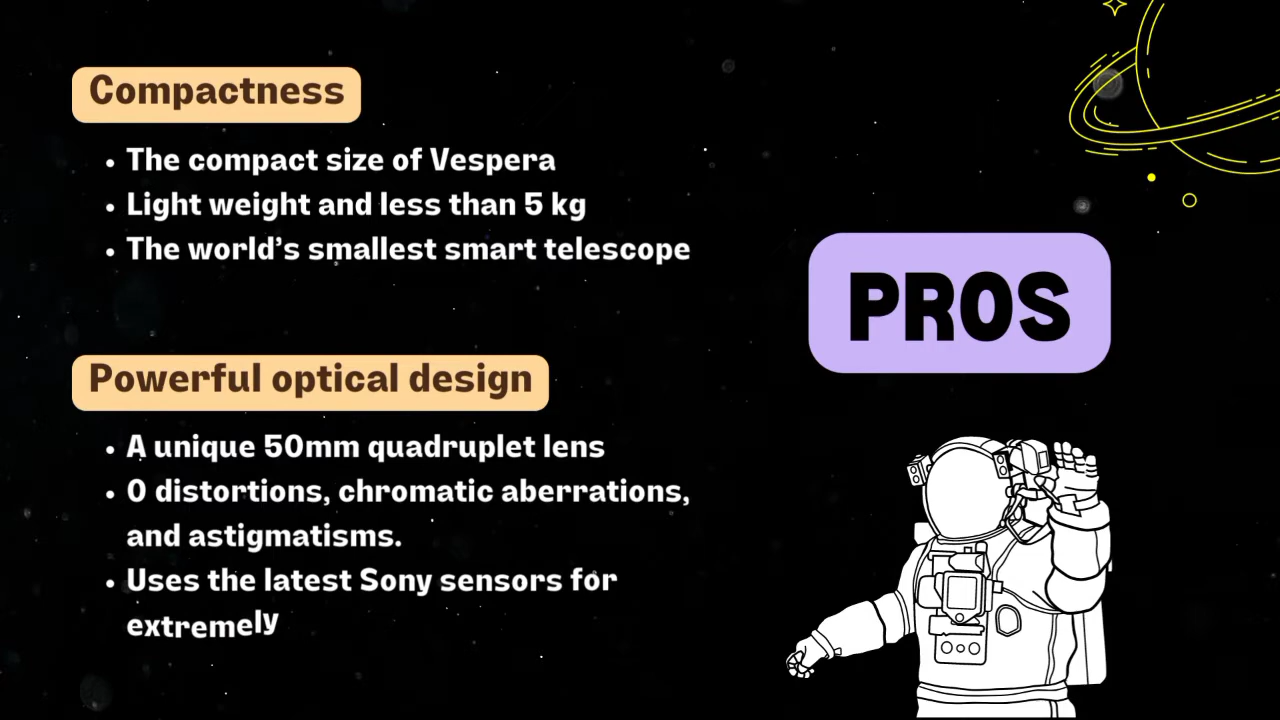 Compactness
• The compact size of Vespera
• Light weight and less than 5 kg
• The world's smallest smart telescope
Powerful optical design
• A unique 50mm quadruplet lens
• 0 distortions, chromatic aberrations,
and astigmatisms.
• Uses the latest Sony sensors for
extremely
PROS